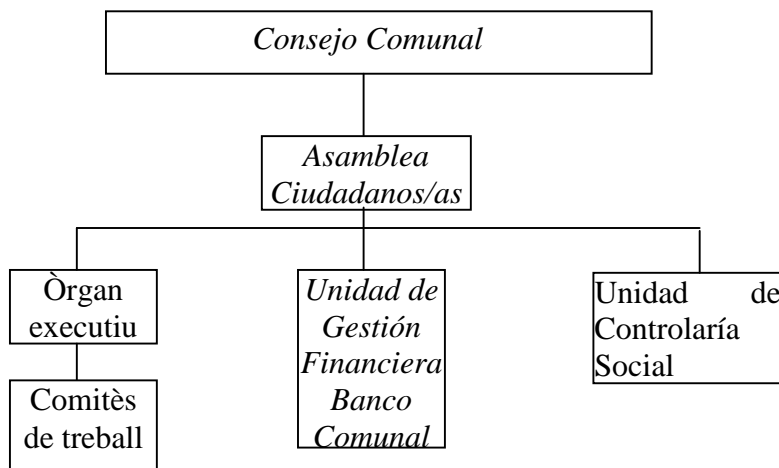 Consejo Comunal
Asamblea
Ciudadanos/as
Òrgan
executiu
Comitès
de treball
Unidad de
Gestión
Financiera
Banco
Comunal
Unidad de
Controlaría
Social